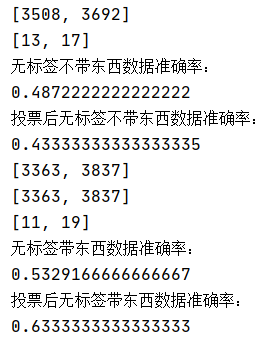 [3508, 3692]
[13, 17]
无标签不带东西数据准确率:
0.4872222222222222
投票后无标签不带东西数据准确率:
0.43333333333333335
[3363, 3837]
[3363, 3837]
[11, 19]
无标签带东西数据准确率:
0.5329166666666667
投票后无标签带东西数据准确率:
0.6333333333333333